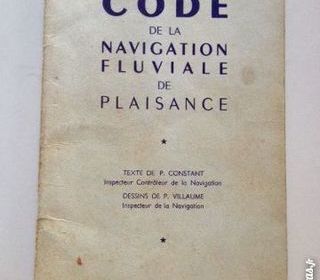 CODE
DE LA
NAVIGATION
FLUVIALE
DE
PLAISANCE
TEXTE DE P. CONSTANT
Inspecteur Contrôleur de la Navigation
DESSINS DE P. VILLAUME
Inspecteur de la Navigation